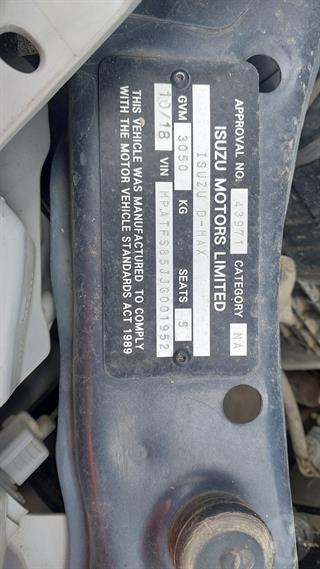 APPROVAL NO. 43971 CATEGORY NA
ISUZU MOTORS LIMITED
ISUZU D-MAX
GVM 3050 KG SEATS 5
10/18 VIN MPATFS85JJG001952
THIS VEHICLE WAS MANUFACTURED TO COMPLY
WITH THE MOTOR VEHICLE STANDARDS ACT 1989